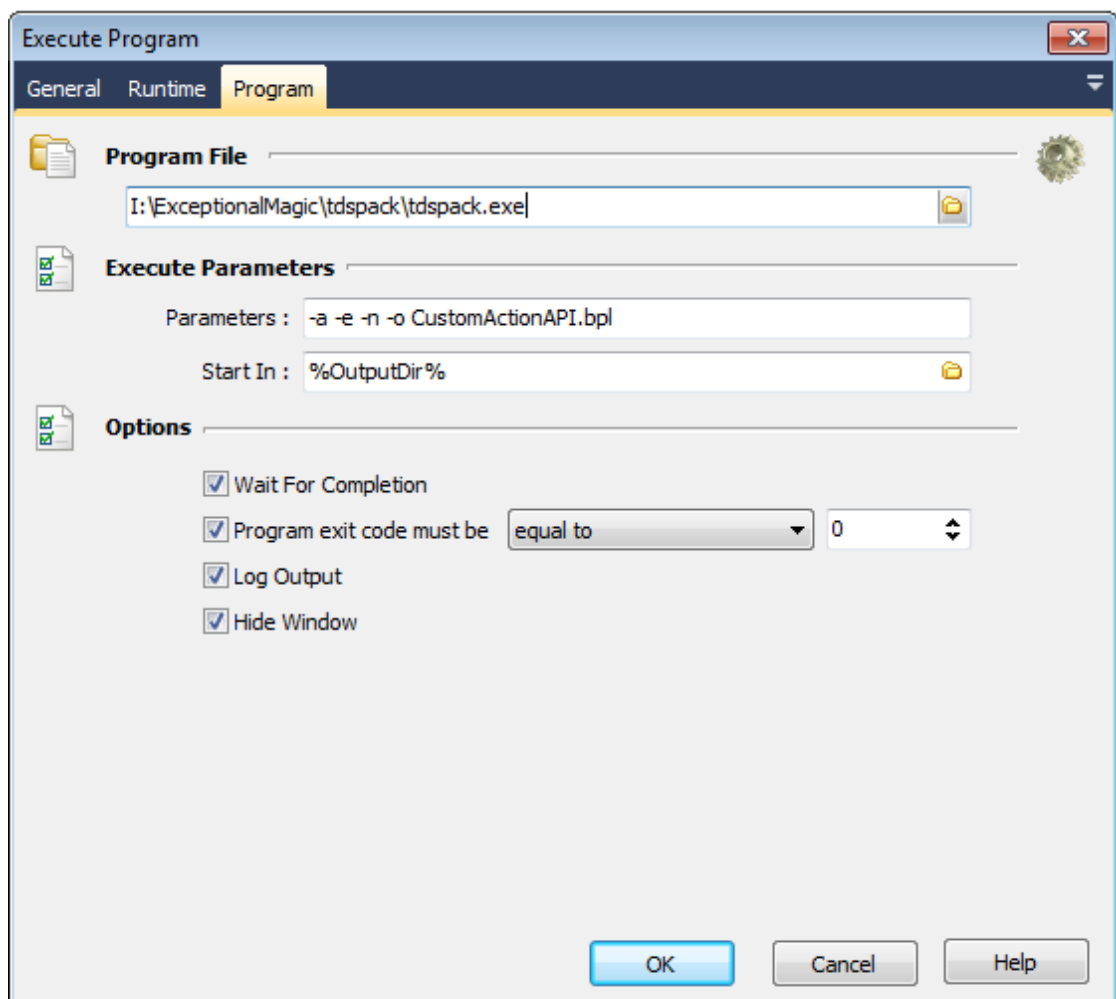 Execute Program
General Runtime Program
Program File
I:\ExceptionalMagic\tdspack\tdspack.exe
Execute Parameters
Parameters : -a -e -n -o CustomActionAPI.bpl
Start In : %OutputDir%
Options
Wait For Completion
Program exit code must be equal to 0
Log Output
Hide Window
OK Cancel Help